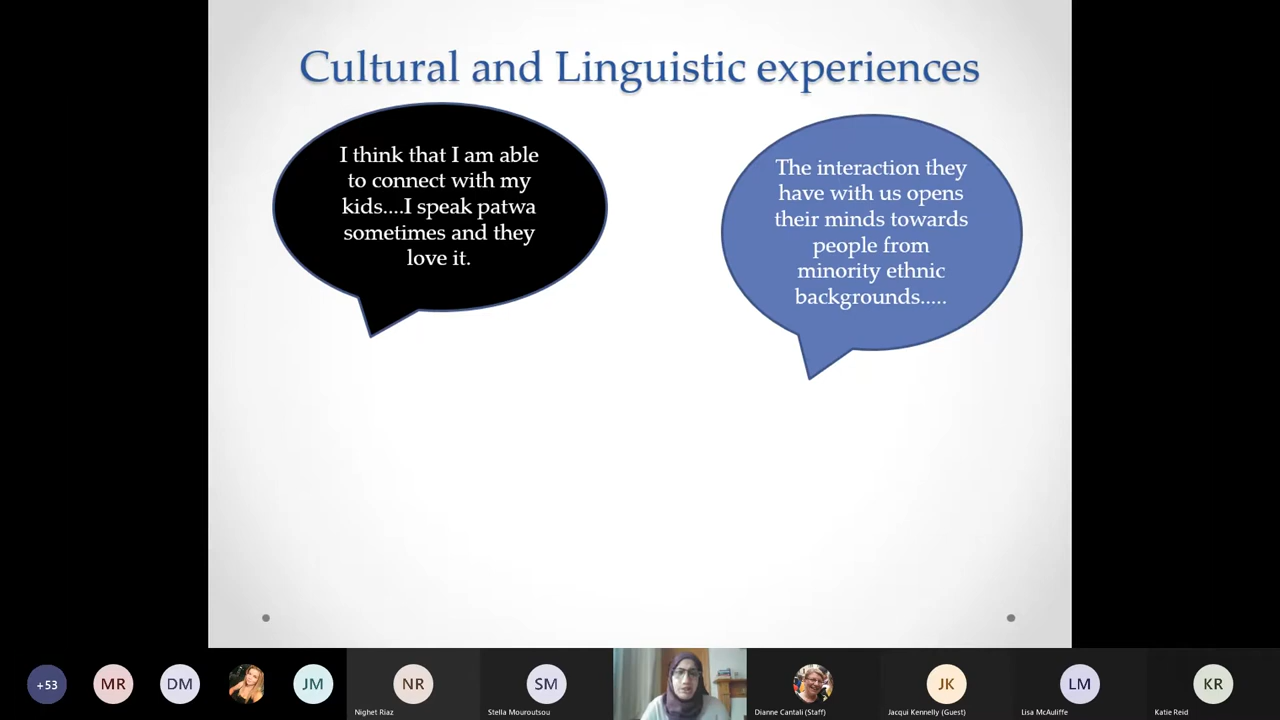 Cultural and Linguistic experiences
I think that I am able
to connect with my
kids....I speak patwa
sometimes and they
love it.
The interaction they
have with us opens
their minds towards
people from
minority ethnic
backgrounds.....
+53
MR
DM
JM
NR
SM
JK
LM
KR
Nighet Riaz
Stella Mouroutsou
Dianne Cantali (Staff)
Jacqui Kennelly (Guest)
Lisa McAuliffe
Katie Reid